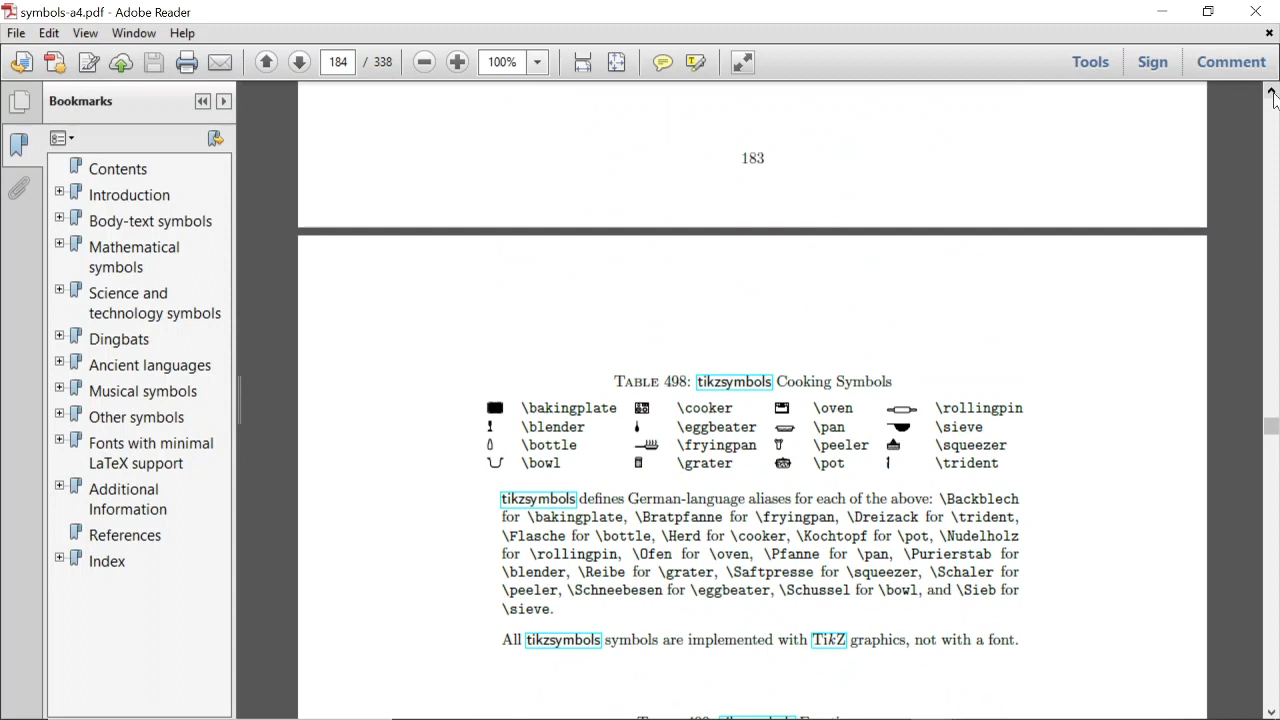 symbols-a4.pdf - Adobe Reader
File Edit View Window Help
184 / 338 100% Tools Sign Comment
Bookmarks
Contents
Introduction
Body-text symbols
Mathematical
symbols
Science and
technology symbols
Dingbats
Ancient languages
Musical symbols
Other symbols
Fonts with minimal
LaTeX support
Additional
Information
References
Index
183
TABLE 498: tikzsymbols Cooking Symbols
\bakingplate \cooker \oven \rollingpin
\blender \eggbeater \pan \sieve
\bottle \fryingpan \peeler \squeezer
\bowl \grater \pot \trident
tikzsymbols defines German-language aliases for each of the above: \Backblech
for \bakingplate, \Bratpfanne for \fryingpan, \Dreizack for \trident,
\Flasche for \bottle, \Herd for \cooker, \Kochtopf for \pot, \Nudelholz
for \rollingpin, \Ofen for \oven, \Pfanne for \pan, \Purierstab for
\blender, \Reibe for \grater, \Saftpresse for \squeezer, \Schaler for
\peeler, \Schneebesen for \eggbeater, \Schussel for \bowl, and \Sieb for
\sieve.
All tikzsymbols symbols are implemented with TikZ graphics, not with a font.